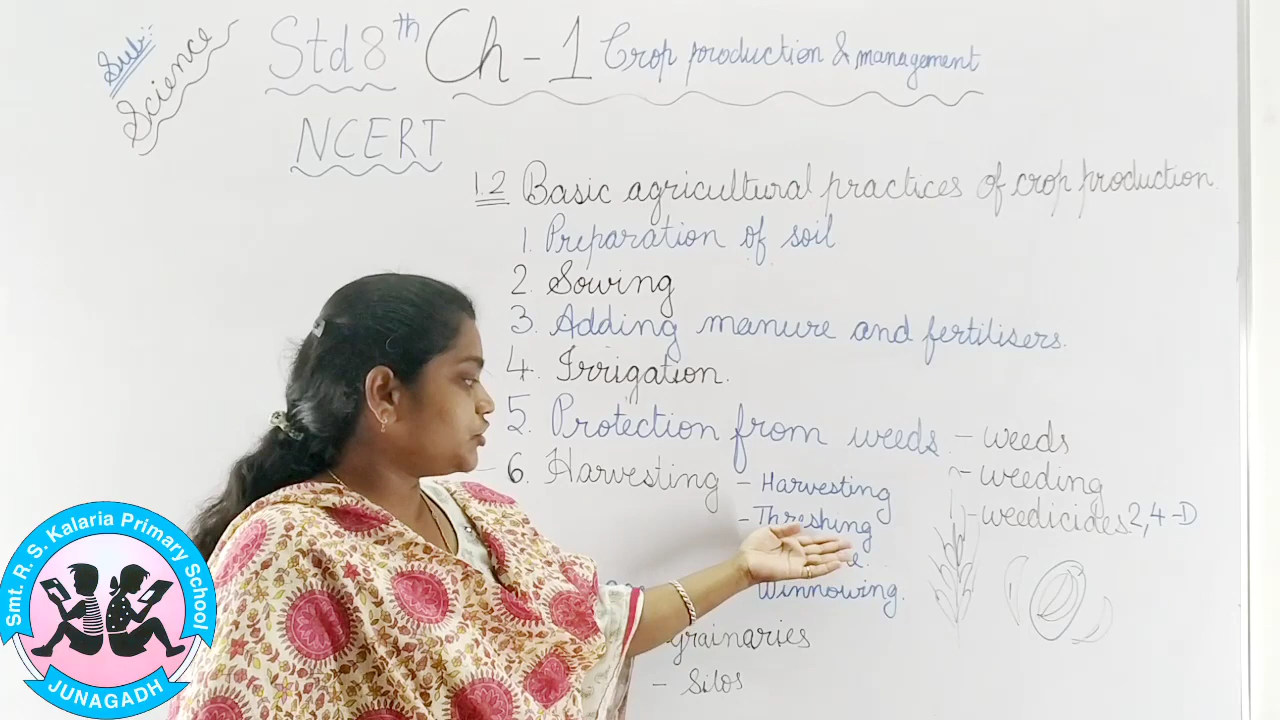 Sub:-
Science
Std 8th Ch - 1 Crop production & management
NCERT
1.2 Basic agricultural practices of crop production.
1. Preparation of soil
2. Sowing
3. Adding manure and fertilisers.
4. Irrigation.
5. Protection from weeds - weeds
- weeding
- weedicides 2,4-D
6. Harvesting - Harvesting
- Threshing
Winnowing.
grainaries
- Silos
Smt. R. S. Kalaria Primary School
JUNAGADH